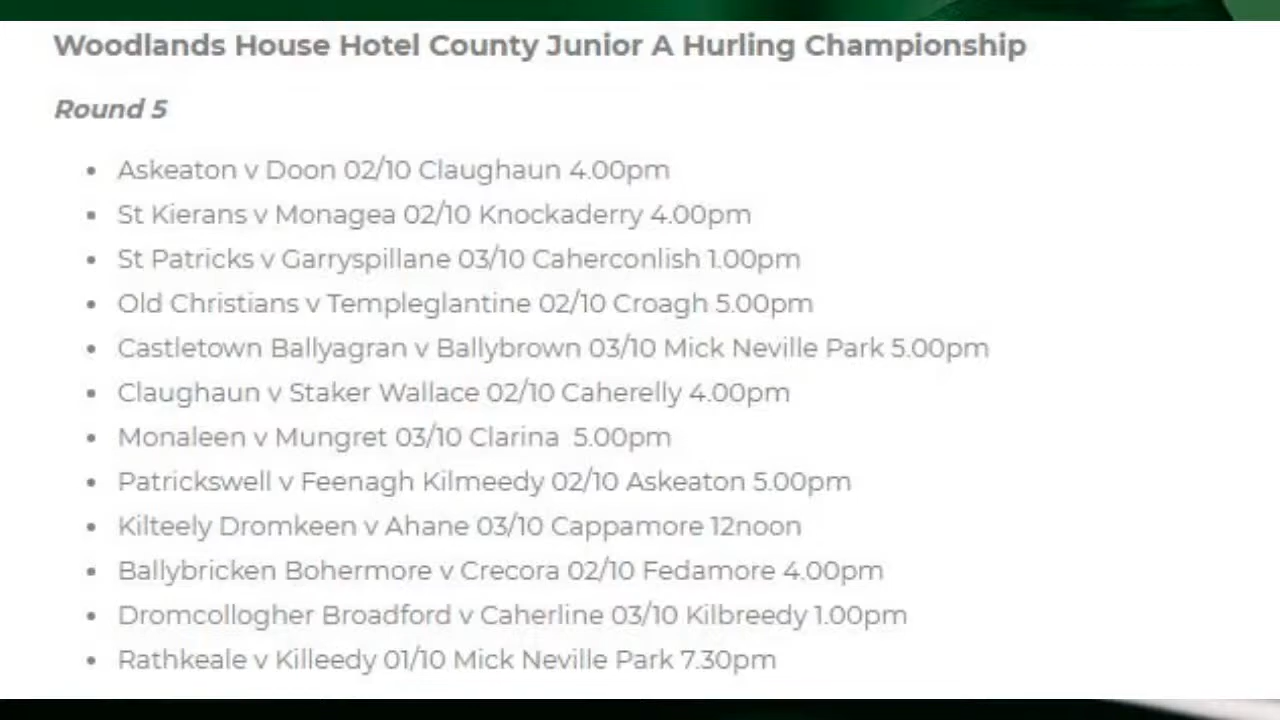 Woodlands House Hotel County Junior A Hurling Championship
Round 5
• Askeaton v Doon 02/10 Claughaun 4.00pm
• St Kierans v Monagea 02/10 Knockaderry 4.00pm
• St Patricks v Garryspillane 03/10 Caherconlish 1.00pm
• Old Christians v Templeglantine 02/10 Croagh 5.00pm
• Castletown Ballyagran v Ballybrown 03/10 Mick Neville Park 5.00pm
• Claughaun v Staker Wallace 02/10 Caherelly 4.00pm
• Monaleen v Mungret 03/10 Clarina  5.00pm
• Patrickswell v Feenagh Kilmeedy 02/10 Askeaton 5.00pm
• Kilteely Dromkeen v Ahane 03/10 Cappamore 12noon
• Ballybricken Bohermore v Crecora 02/10 Fedamore 4.00pm
• Dromcollogher Broadford v Caherline 03/10 Kilbreedy 1.00pm
• Rathkeale v Killeedy 01/10 Mick Neville Park 7.30pm